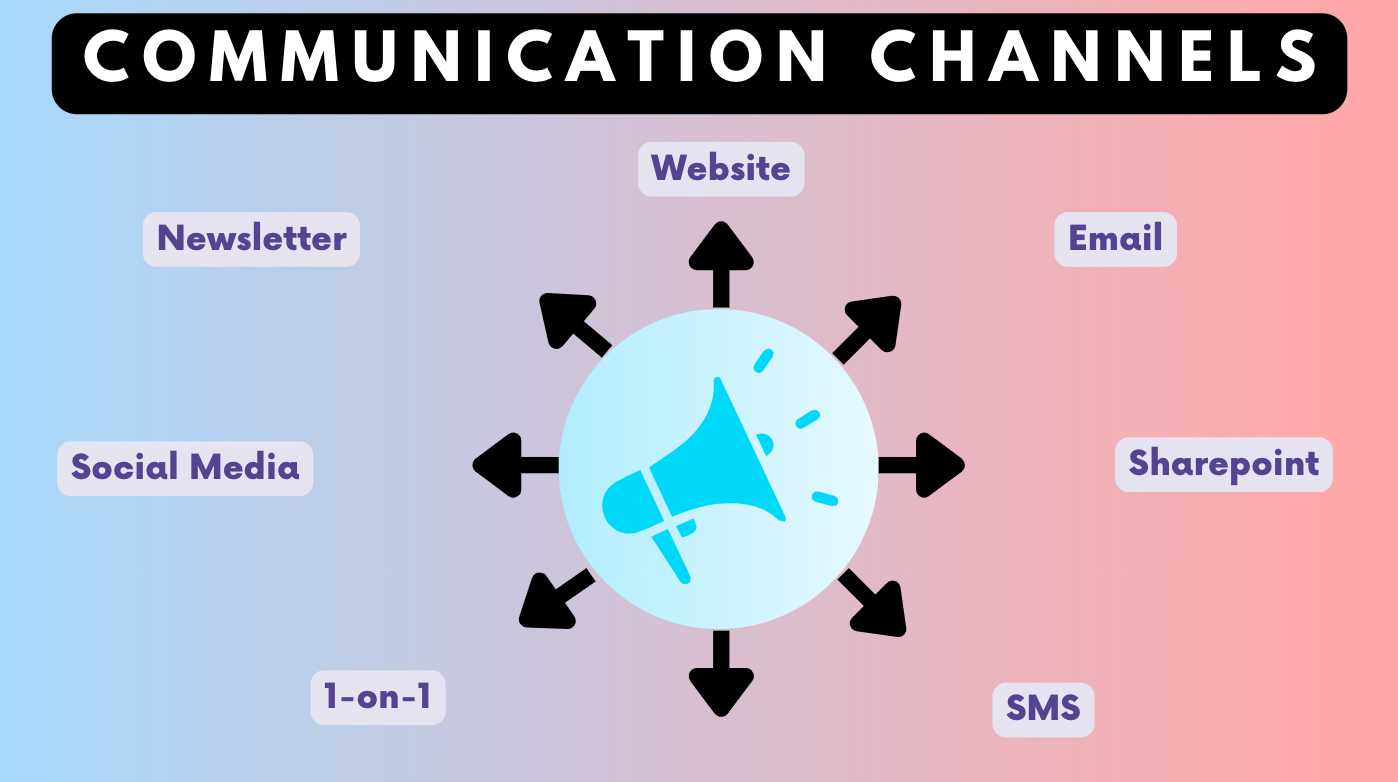 COMMUNICATION CHANNELS
Website
Newsletter
Email
Social Media
Sharepoint
1-on-1
SMS